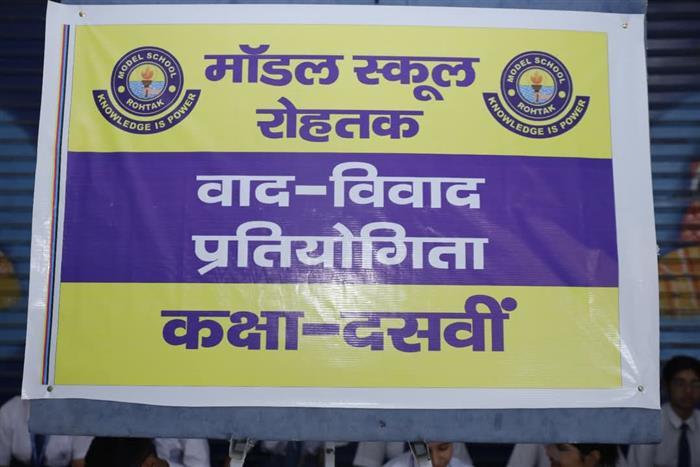 मॉडल स्कूल
रोहतक
MODEL SCHOOL
ROHTAK
KNOWLEDGE IS POWER
MODEL SCHOOL
ROHTAK
KNOWLEDGE IS POWER
वाद-विवाद
प्रतियोगिता
कक्षा-दसवीं